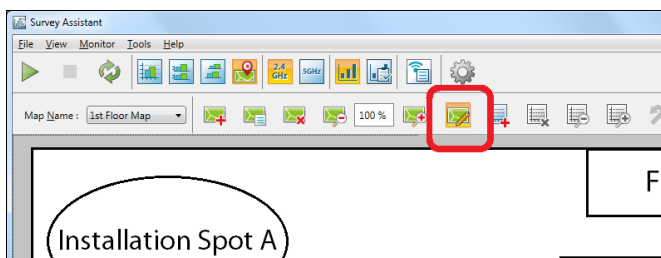 Survey Assistant
File View Monitor Tools Help
2.4 GHz 5GHz
Map Name : 1st Floor Map 100 %
F
Installation Spot A